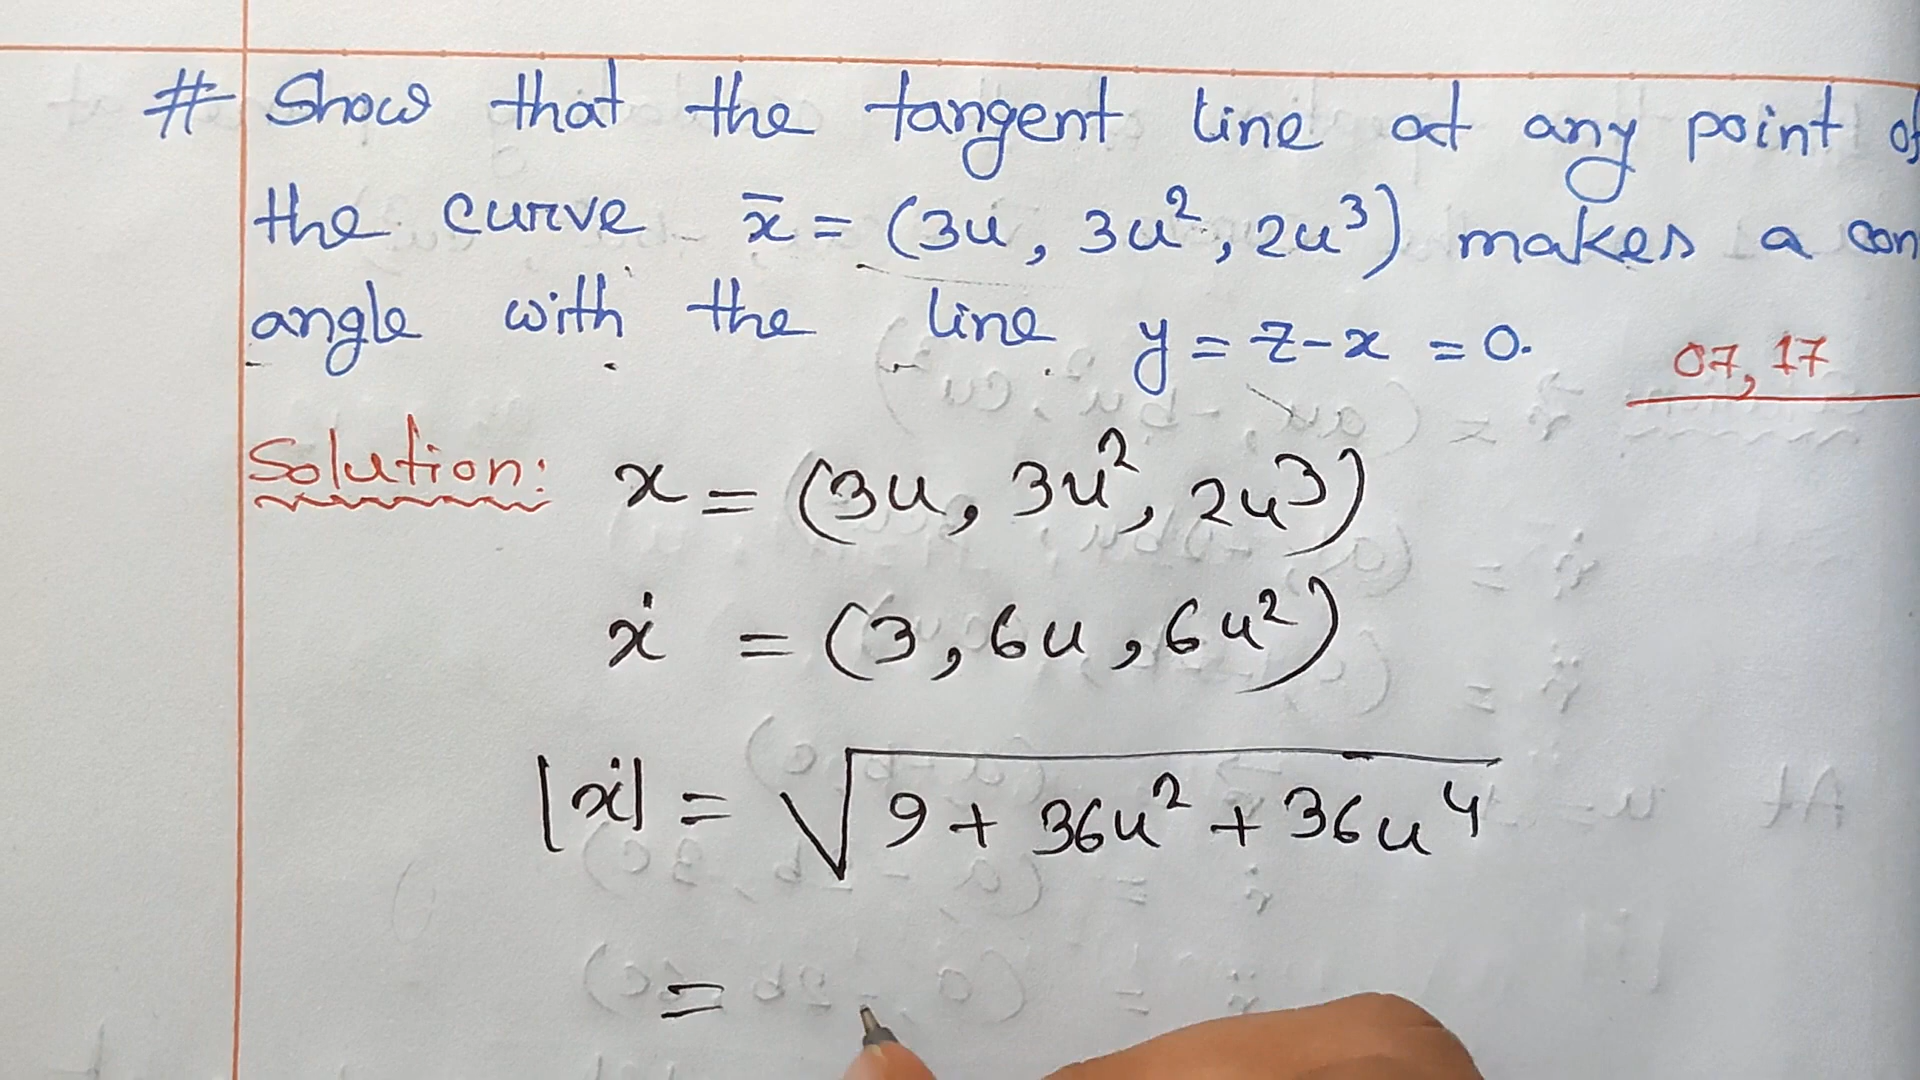 # Show that the tangent line at any point of
the curve x̄ = (3u, 3u², 2u³) makes a con
angle with the line y = z - x = 0.
07, 17
Solution: x = (3u, 3u², 2u³)
ẋ = (3, 6u, 6u²)
|ẋ| = √(9 + 36u² + 36u⁴)
=